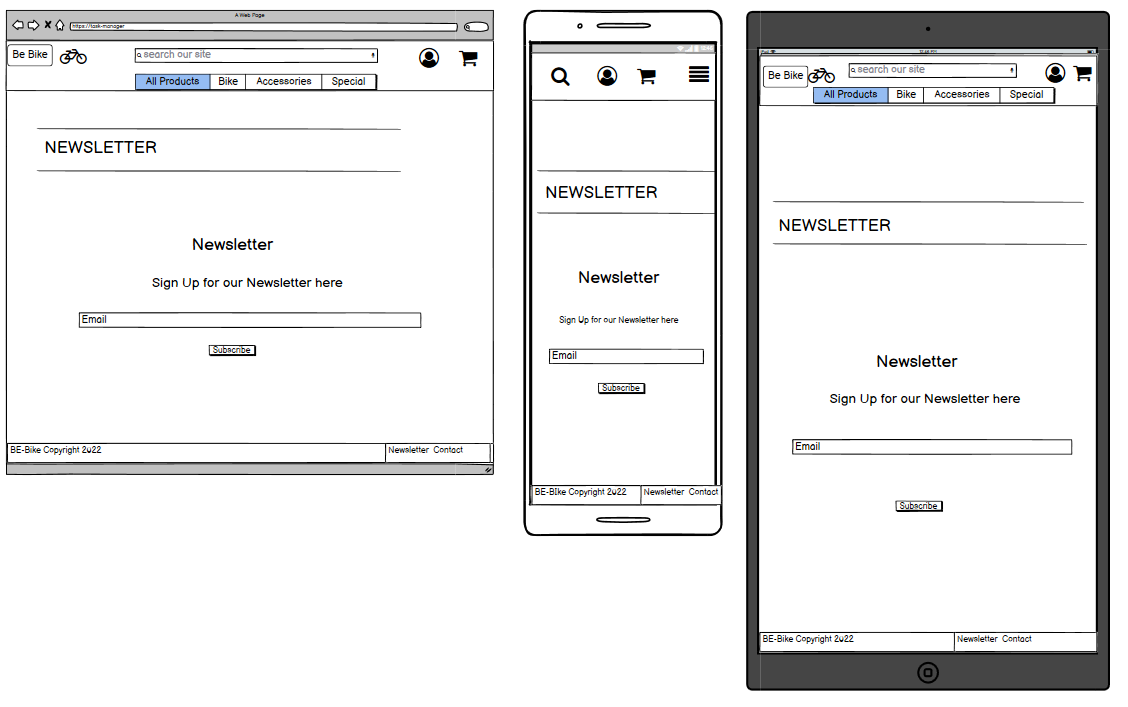 A Web Page
https://task-manager
Be Bike
search our site
All Products Bike Accessories Special
NEWSLETTER
Newsletter
Sign Up for our Newsletter here
Email
Subscribe
BE-Bike Copyright 2022
Newsletter Contact
NEWSLETTER
Newsletter
Sign Up for our Newsletter here
Email
Subscribe
BE-Bike Copyright 2022
Newsletter Contact
iPad
Be Bike
search our site
All Products Bike Accessories Special
NEWSLETTER
Newsletter
Sign Up for our Newsletter here
Email
Subscribe
BE-Bike Copyright 2022
Newsletter Contact